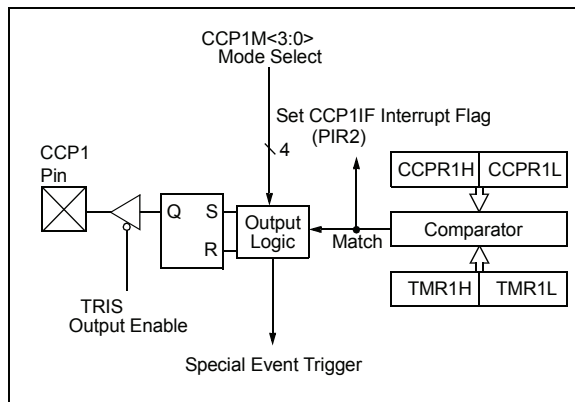 CCP1M<3:0>
Mode Select
Set CCP1IF Interrupt Flag
(PIR2)
4
CCP1
Pin
CCPR1H CCPR1L
Q S
R
Output
Logic
Match
Comparator
TRIS
Output Enable
TMR1H TMR1L
Special Event Trigger